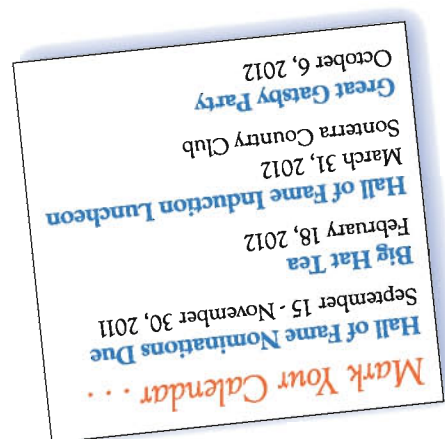 Mark Your Calendar . . .
Hall of Fame Nominations Due
September 15 - November 30, 2011
Big Hat Tea
February 18, 2012
Hall of Fame Induction Luncheon
March 31, 2012
Sonterra Country Club
Great Gatsby Party
October 6, 2012